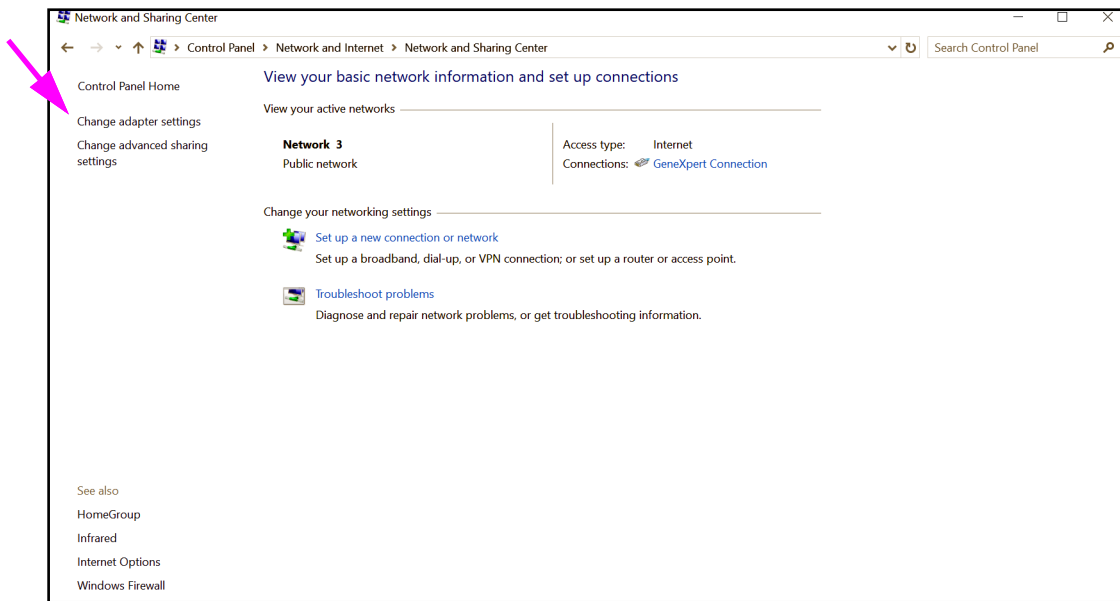 Network and Sharing Center
Control Panel > Network and Internet > Network and Sharing Center
Search Control Panel
Control Panel Home
Change adapter settings
Change advanced sharing
settings
View your basic network information and set up connections
View your active networks
Network 3
Public network
Access type: Internet
Connections: GeneXpert Connection
Change your networking settings
Set up a new connection or network
Set up a broadband, dial-up, or VPN connection; or set up a router or access point.
Troubleshoot problems
Diagnose and repair network problems, or get troubleshooting information.
See also
HomeGroup
Infrared
Internet Options
Windows Firewall